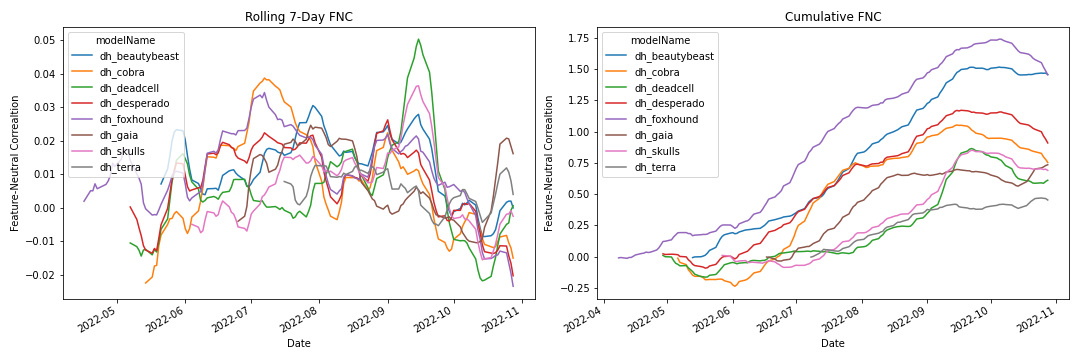 Rolling 7-Day FNC
Feature-Neutral Correaltion
0.05
0.04
0.03
0.02
0.01
0.00
−0.01
−0.02
modelName
dh_beautybeast
dh_cobra
dh_deadcell
dh_desperado
dh_foxhound
dh_gaia
dh_skulls
dh_terra
2022-05
2022-06
2022-07
2022-08
2022-09
2022-10
2022-11
Date
Cumulative FNC
Feature-Neutral Correlation
1.75
1.50
1.25
1.00
0.75
0.50
0.25
0.00
−0.25
modelName
dh_beautybeast
dh_cobra
dh_deadcell
dh_desperado
dh_foxhound
dh_gaia
dh_skulls
dh_terra
2022-04
2022-05
2022-06
2022-07
2022-08
2022-09
2022-10
2022-11
Date